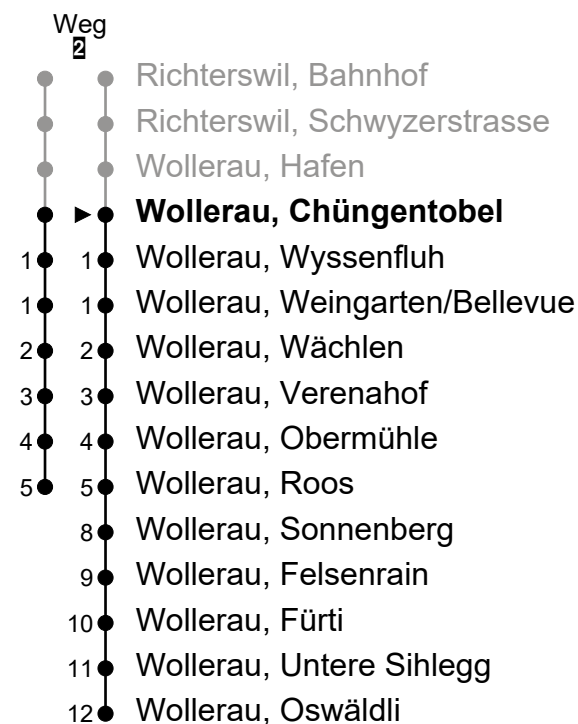 Weg
2
Richterswil, Bahnhof
Richterswil, Schwyzerstrasse
Wollerau, Hafen
Wollerau, Chüngentobel
1 1 Wollerau, Wyssenfluh
1 1 Wollerau, Weingarten/Bellevue
2 2 Wollerau, Wächlen
3 3 Wollerau, Verenahof
4 4 Wollerau, Obermühle
5 5 Wollerau, Roos
8 Wollerau, Sonnenberg
9 Wollerau, Felsenrain
10 Wollerau, Fürti
11 Wollerau, Untere Sihlegg
12 Wollerau, Oswäldli